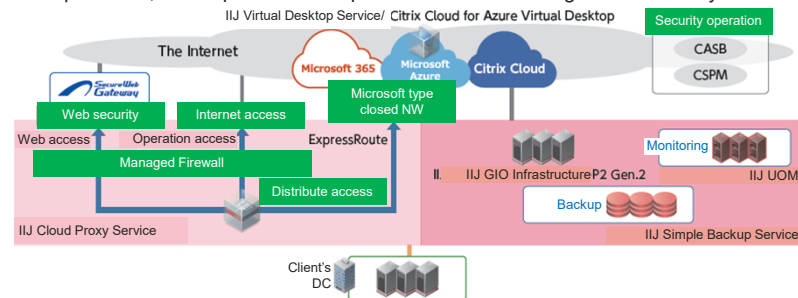 IIJ Virtual Desktop Service/ Citrix Cloud for Azure Virtual Desktop
Security operation
The Internet
Microsoft 365
Microsoft
Azure
Citrix Cloud
CASB
CSPM
SecureWeb
Gateway
Microsoft type
closed NW
Web security
Internet access
Web access
Operation access
ExpressRoute
Managed Firewall
Monitoring
IIJ GIO InfrastructureP2 Gen.2
IIJ UOM
Distribute access
Backup
IIJ Cloud Proxy Service
IIJ Simple Backup Service
Client's
DC